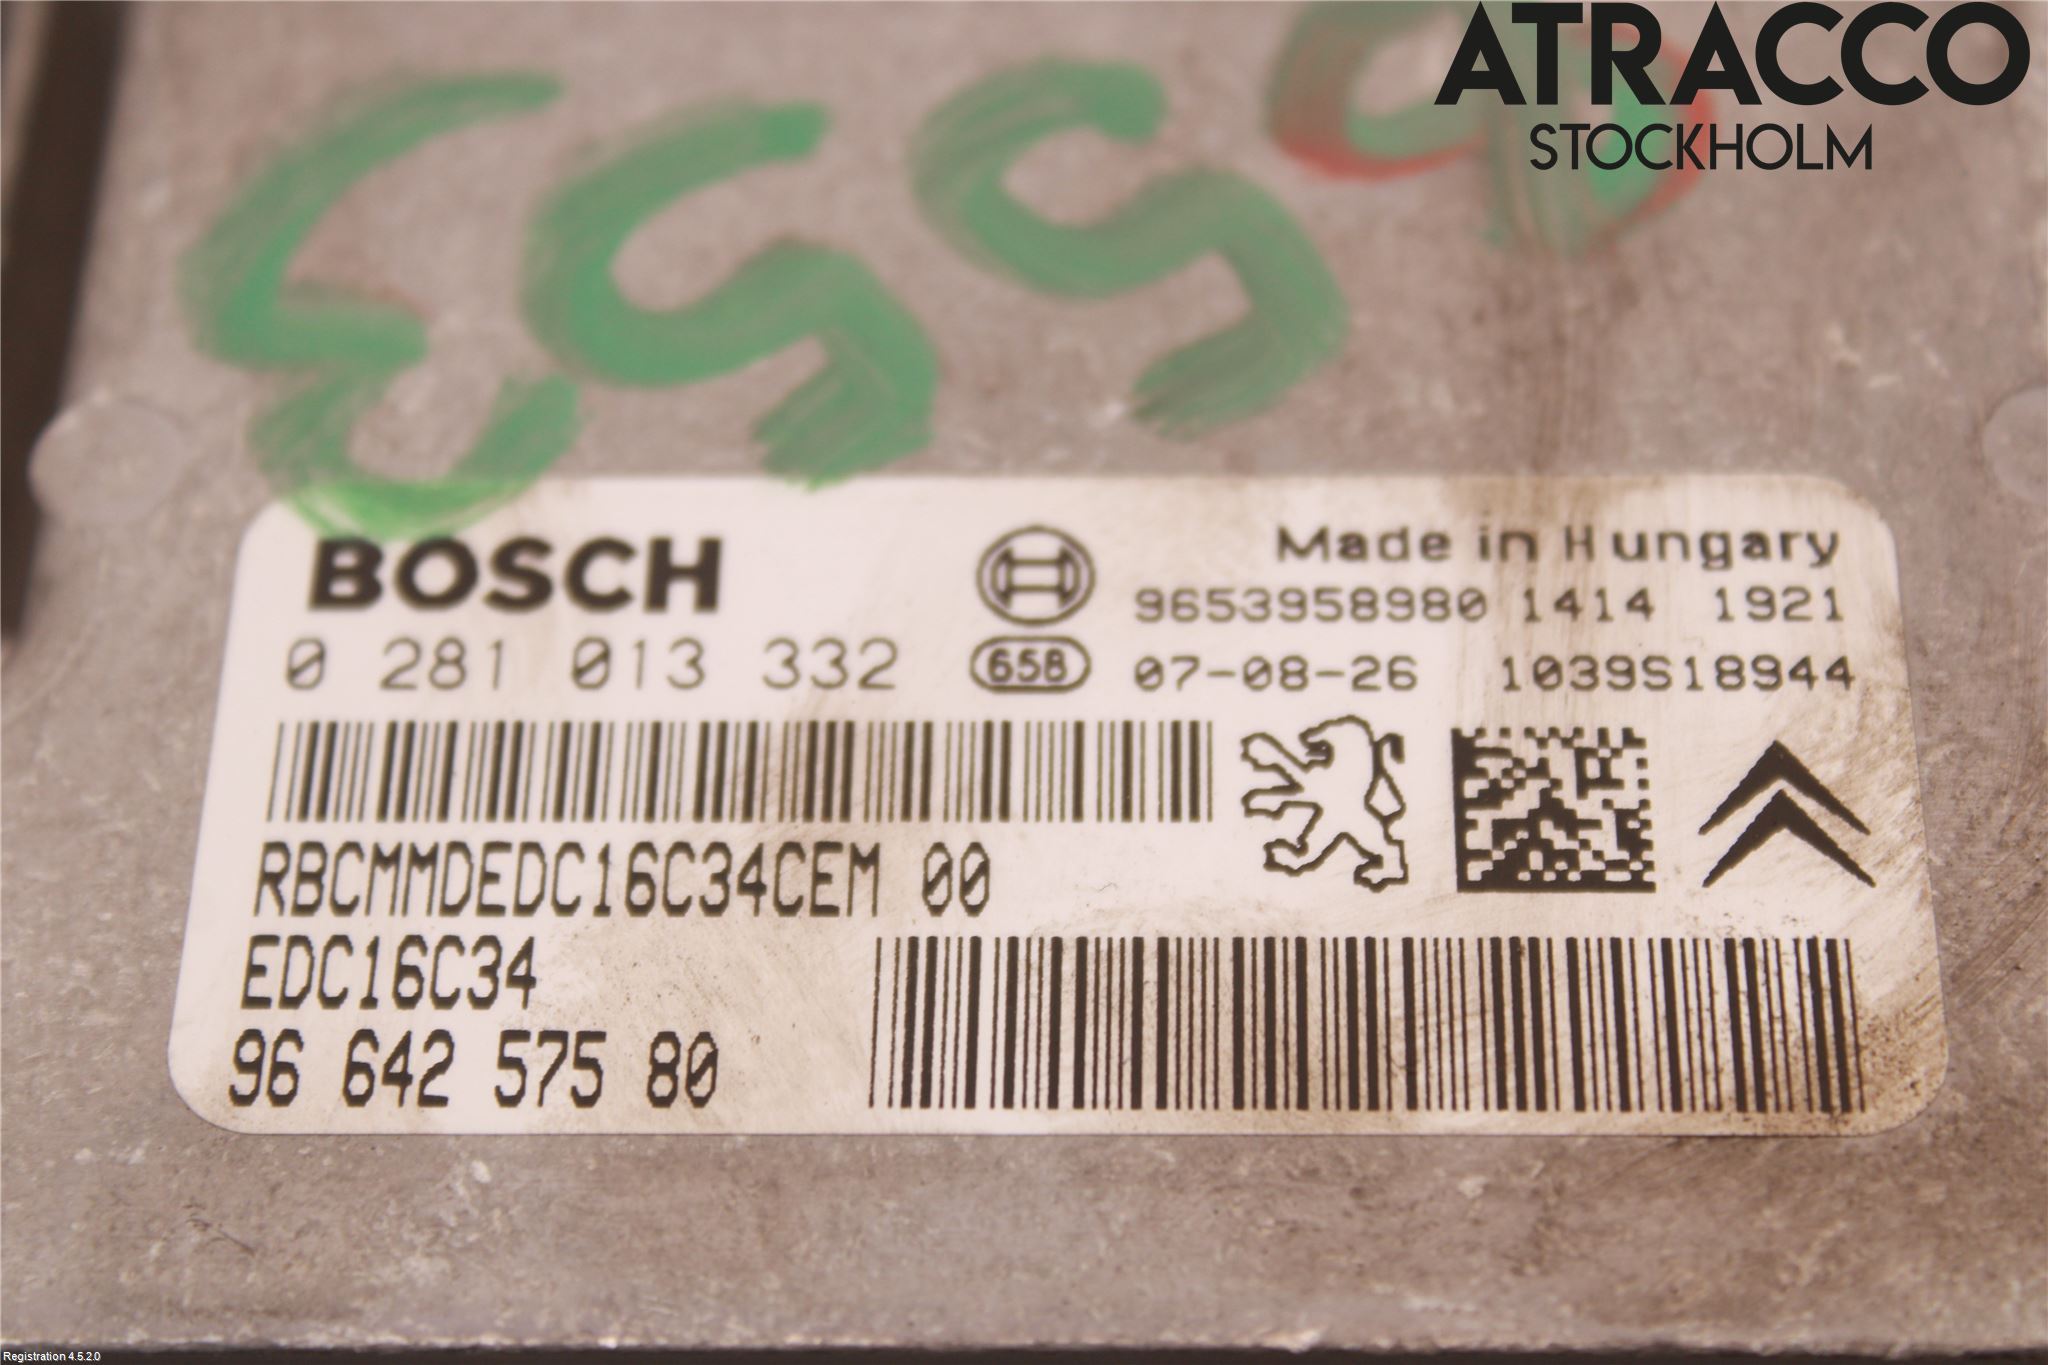 ATRACCO
STOCKHOLM
BOSCH
Made in Hungary
9653958980 1414 1921
0 281 013 332
658
07-08-26 1039S18944
RBCMMDEDC16C34CEM 00
EDC16C34
96 642 575 80
Registration 4.5.2.0